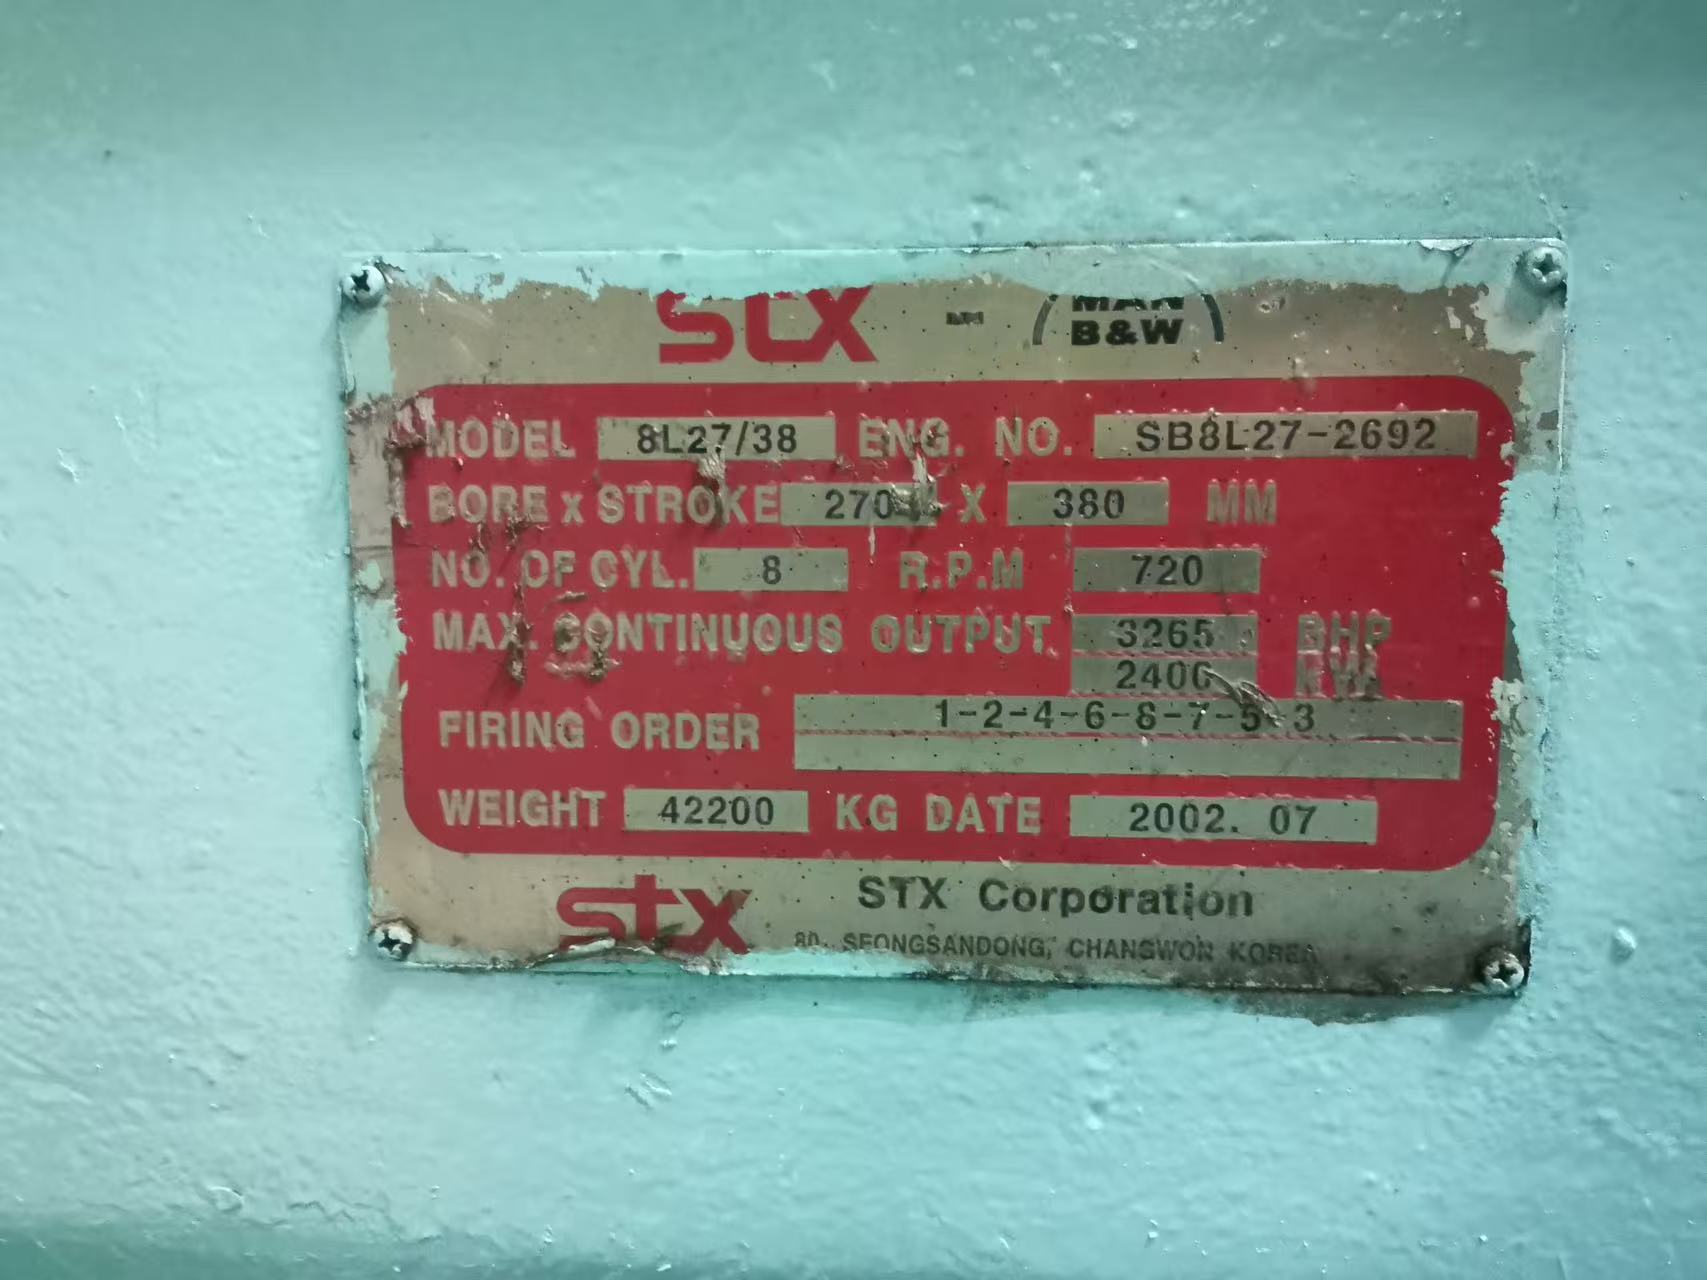 STX - MAN
B&W
MODEL 8L27/38 ENG. NO. SB8L27-2692
BORE x STROKE 270 X 380 MM
NO. OF CYL. 8 R.P.M 720
MAX. CONTINUOUS OUTPUT 3265 BHP
2400 KW
FIRING ORDER 1-2-4-6-8-7-5-3
WEIGHT 42200 KG DATE 2002. 07
stx STX Corporation
80, SEONGSANDONG, CHANGWON KOREA